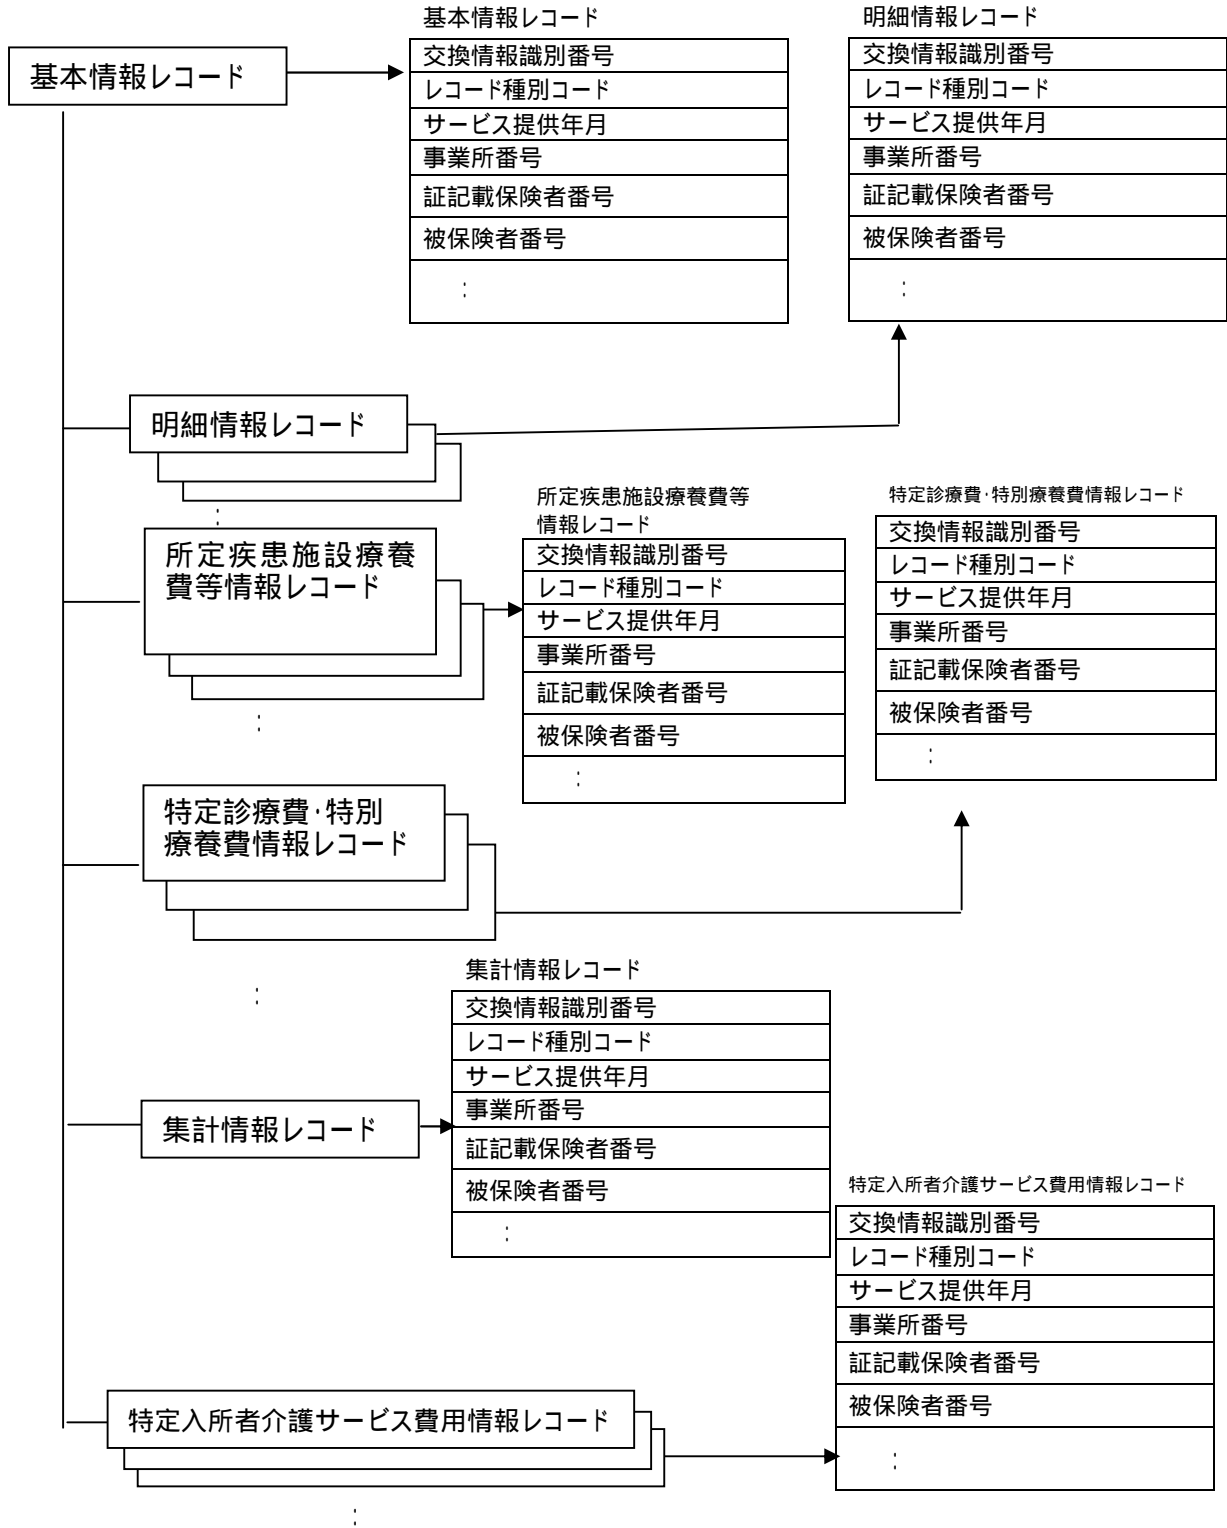 基本情報レコード
基本情報レコード
交換情報識別番号
レコード種別コード
サービス提供年月
事業所番号
証記載保険者番号
被保険者番号
:
明細情報レコード
交換情報識別番号
レコード種別コード
サービス提供年月
事業所番号
証記載保険者番号
被保険者番号
:
明細情報レコード
:
所定疾患施設療養
費等情報レコード
:
所定疾患施設療養費等
情報レコード
交換情報識別番号
レコード種別コード
サービス提供年月
事業所番号
証記載保険者番号
被保険者番号
:
特定診療費・特別療養費情報レコード
交換情報識別番号
レコード種別コード
サービス提供年月
事業所番号
証記載保険者番号
被保険者番号
:
特定診療費・特別
療養費情報レコード
:
集計情報レコード
集計情報レコード
交換情報識別番号
レコード種別コード
サービス提供年月
事業所番号
証記載保険者番号
被保険者番号
:
特定入所者介護サービス費用情報レコード
交換情報識別番号
レコード種別コード
サービス提供年月
事業所番号
証記載保険者番号
被保険者番号
:
特定入所者介護サービス費用情報レコード
: